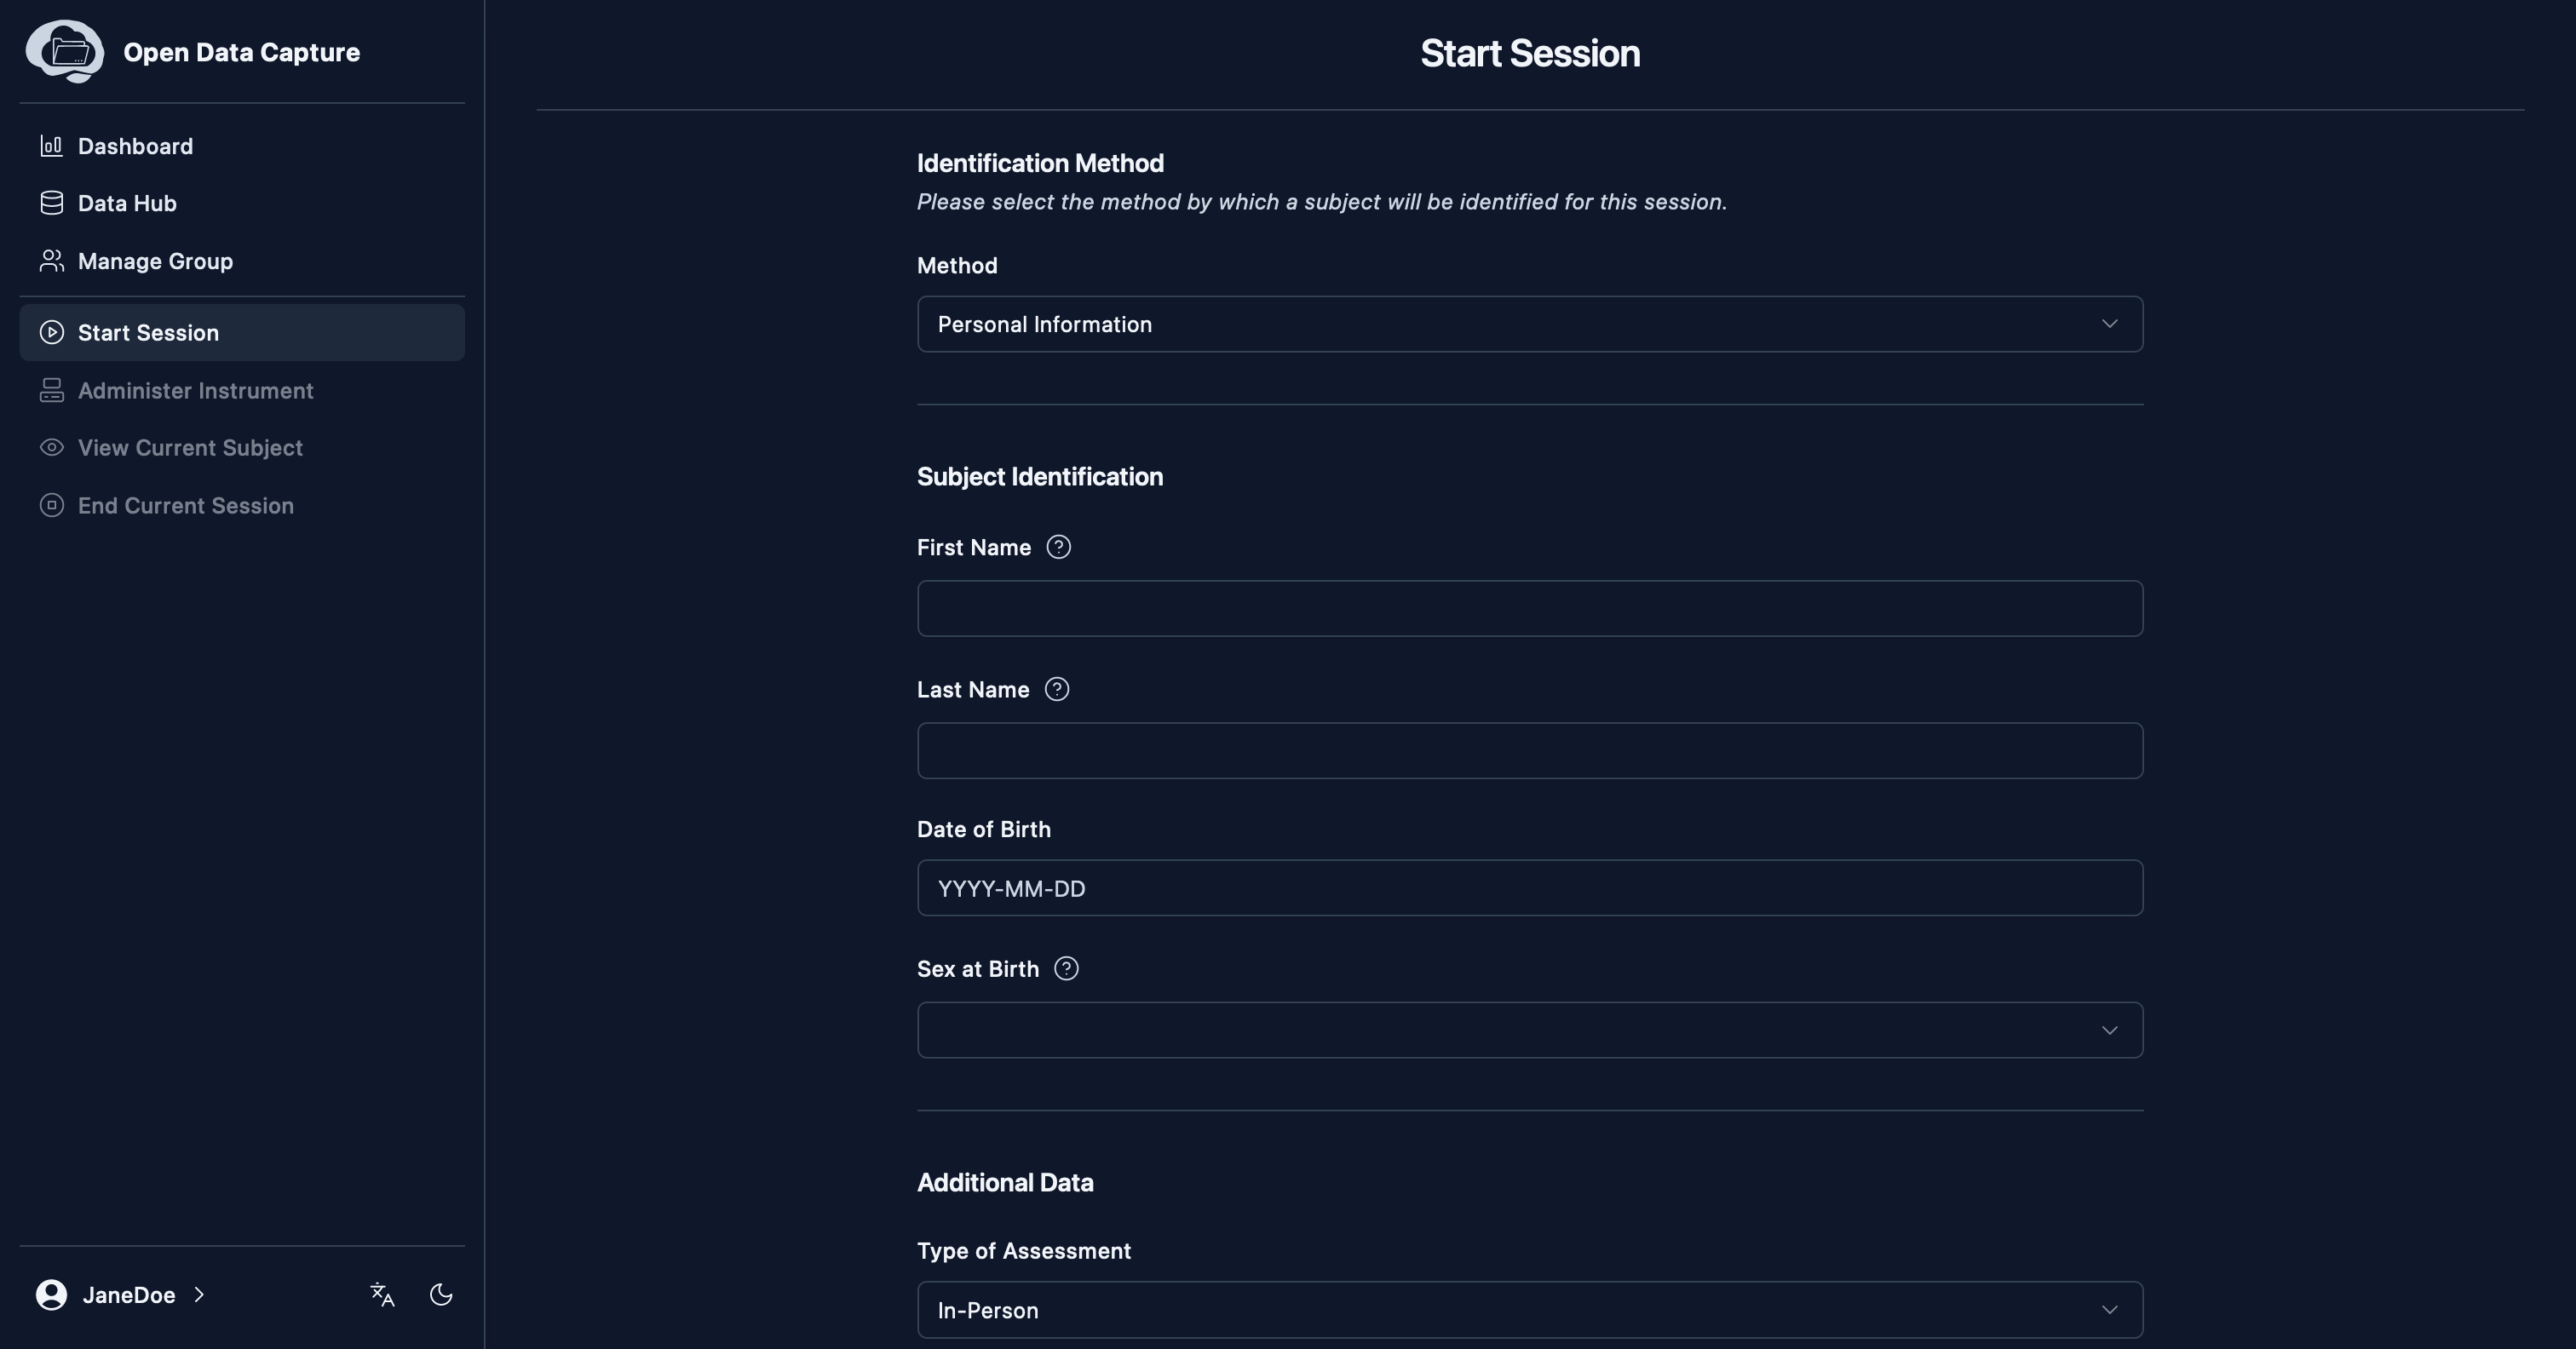 Open Data Capture
Dashboard
Data Hub
Manage Group
Start Session
Administer Instrument
View Current Subject
End Current Session
JaneDoe
Start Session
Identification Method
Please select the method by which a subject will be identified for this session.
Method
Personal Information
Subject Identification
First Name
Last Name
Date of Birth
YYYY-MM-DD
Sex at Birth
Additional Data
Type of Assessment
In-Person